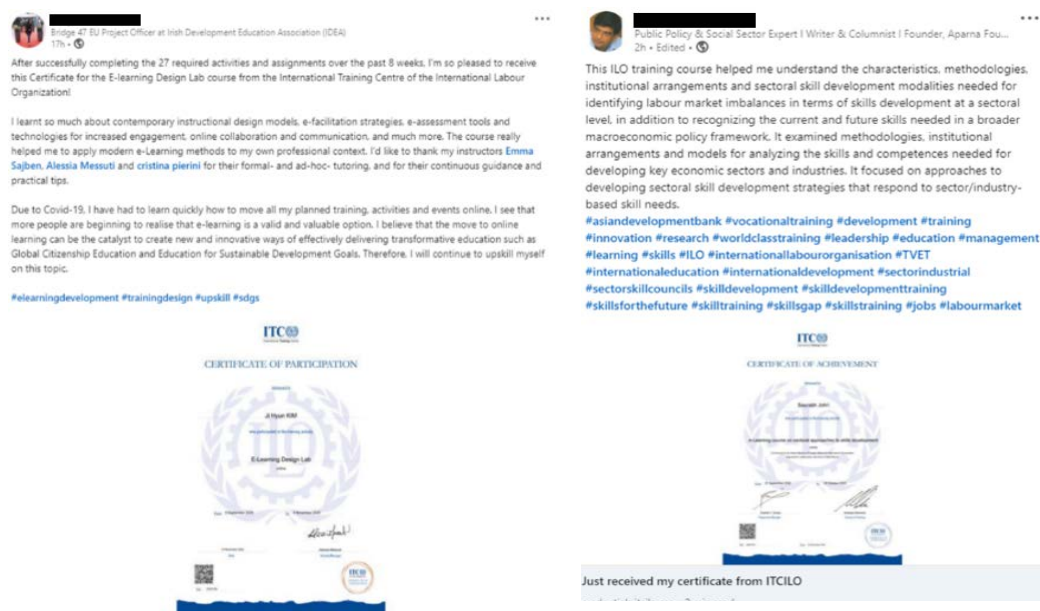 Bridge 47 EU Project Officer at Irish Development Education Association (IDEA)
17h •
After successfully completing the 27 required activities and assignments over the past 8 weeks, I'm so pleased to receive
this Certificate for the E-learning Design Lab course from the International Training Centre of the International Labour
Organization!
I learnt so much about contemporary instructional design models, e-facilitation strategies, e-assessment tools and
technologies for increased engagement, online collaboration and communication, and much more. The course really
helped me to apply modern e-Learning methods to my own professional context. I'd like to thank my instructors Emma
Sajben, Alessia Messuti and cristina pierini for their formal- and ad-hoc- tutoring, and for their continuous guidance and
practical tips.
Due to Covid-19, I have had to learn quickly how to move all my planned training, activities and events online. I see that
more people are beginning to realise that e-learning is a valid and valuable option. I believe that the move to online
learning can be the catalyst to create new and innovative ways of effectively delivering transformative education such as
Global Citizenship Education and Education for Sustainable Development Goals. Therefore, I will continue to upskill myself
on this topic.
#elearningdevelopment #trainingdesign #upskill #sdgs
ITC
CERTIFICATE OF PARTICIPATION
Ji Hyun KIM
E-Learning Design Lab
Public Policy & Social Sector Expert I Writer & Columnist I Founder, Aparna Fou...
2h • Edited •
This ILO training course helped me understand the characteristics, methodologies,
institutional arrangements and sectoral skill development modalities needed for
identifying labour market imbalances in terms of skills development at a sectoral
level, in addition to recognizing the current and future skills needed in a broader
macroeconomic policy framework. It examined methodologies, institutional
arrangements and models for analyzing the skills and competences needed for
developing key economic sectors and industries. It focused on approaches to
developing sectoral skill development strategies that respond to sector/industry-
based skill needs.
#asiandevelopmentbank #vocationaltraining #development #training
#innovation #research #worldclasstraining #leadership #education #management
#learning #skills #ILO #internationallabourorganisation #TVET
#internationaleducation #internationaldevelopment #sectorindustrial
#sectorskillcouncils #skilldevelopment #skilldevelopmenttraining
#skillsforthefuture #skilltraining #skillsgap #skillstraining #jobs #labourmarket
ITC
CERTIFICATE OF ACHIEVEMENT
E-Learning course on sectoral approaches to skills development
Just received my certificate from ITCILO